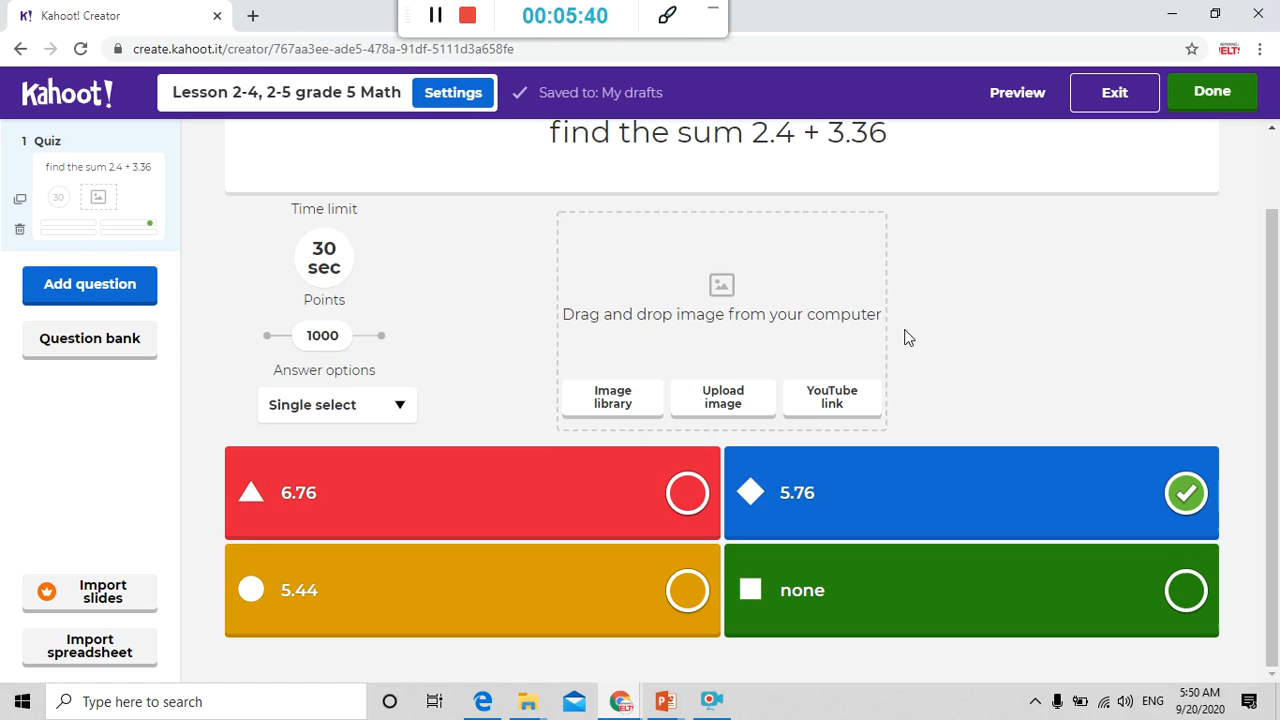 00:05:40
K! Kahoot! Creator
create.kahoot.it/creator/767aa3ee-ade5-478a-91df-5111d3a658fe
IELTS
Kahoot!
Lesson 2-4, 2-5 grade 5 Math
Settings
Saved to: My drafts
Preview
Exit
Done
1 Quiz
find the sum 2.4 + 3.36
30
Add question
Question bank
Import
slides
Import
spreadsheet
find the sum 2.4 + 3.36
Time limit
30
sec
Points
1000
Answer options
Single select
Drag and drop image from your computer
Image
library
Upload
image
YouTube
link
6.76
5.76
5.44
none
Type here to search
ENG
5:50 AM
9/20/2020